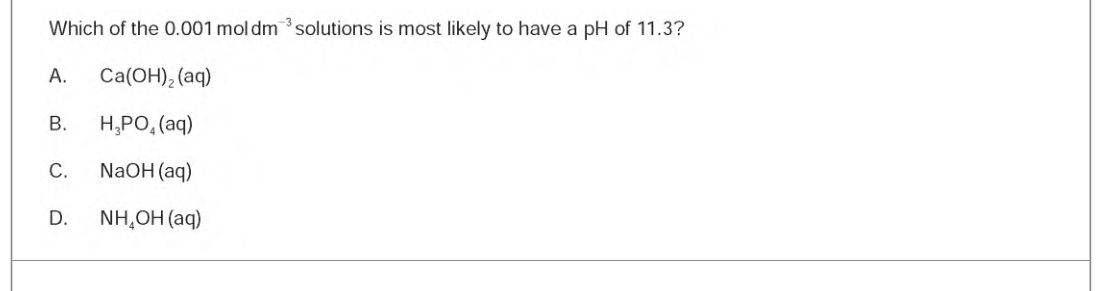 Which of the 0.001 mol dm⁻³ solutions is most likely to have a pH of 11.3?
A. Ca(OH)₂ (aq)
B. H₃PO₄ (aq)
C. NaOH (aq)
D. NH₄OH (aq)